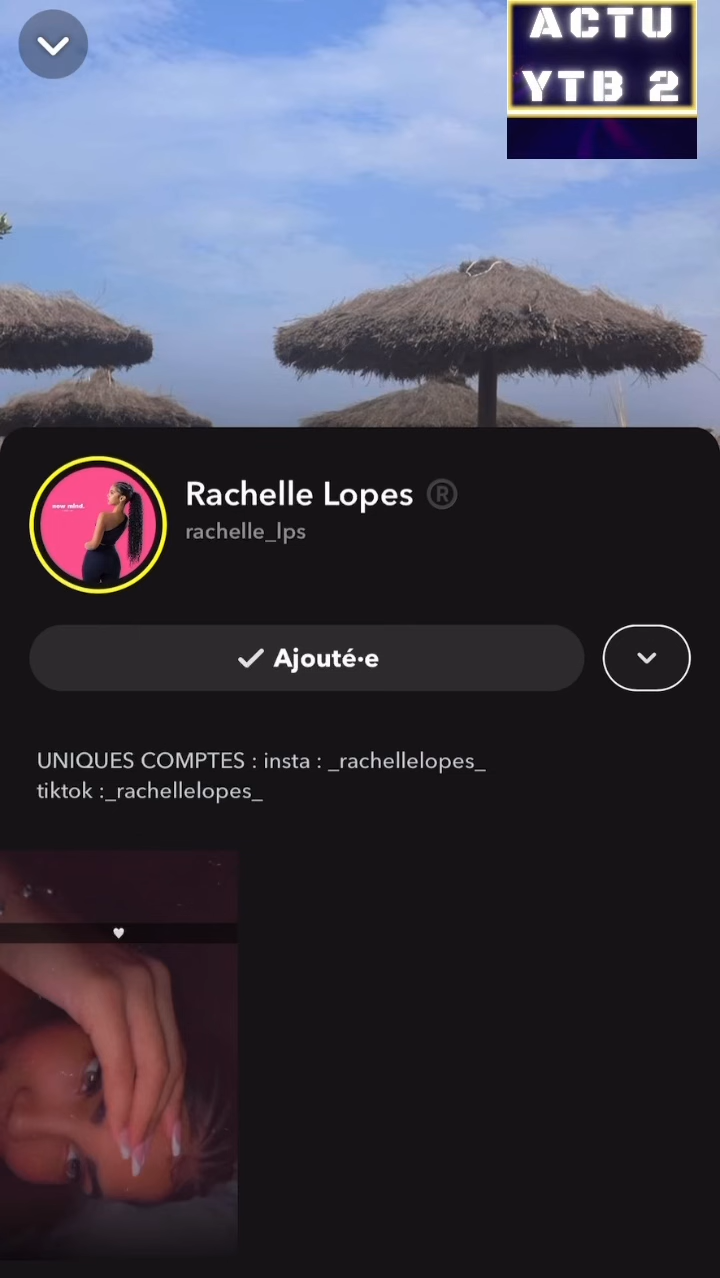 ACTU
YTB 2
Rachelle Lopes ®
rachelle_lps
Ajouté·e
UNIQUES COMPTES : insta : _rachellelopes_
tiktok :_rachellelopes_